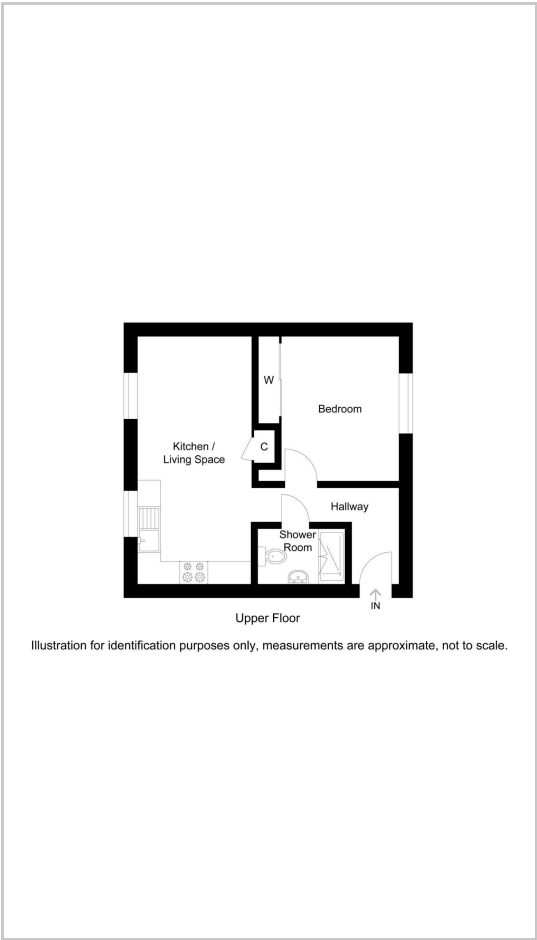 W
Bedroom
C
Kitchen /
Living Space
Hallway
Shower
Room
IN
Upper Floor
Illustration for identification purposes only, measurements are approximate, not to scale.